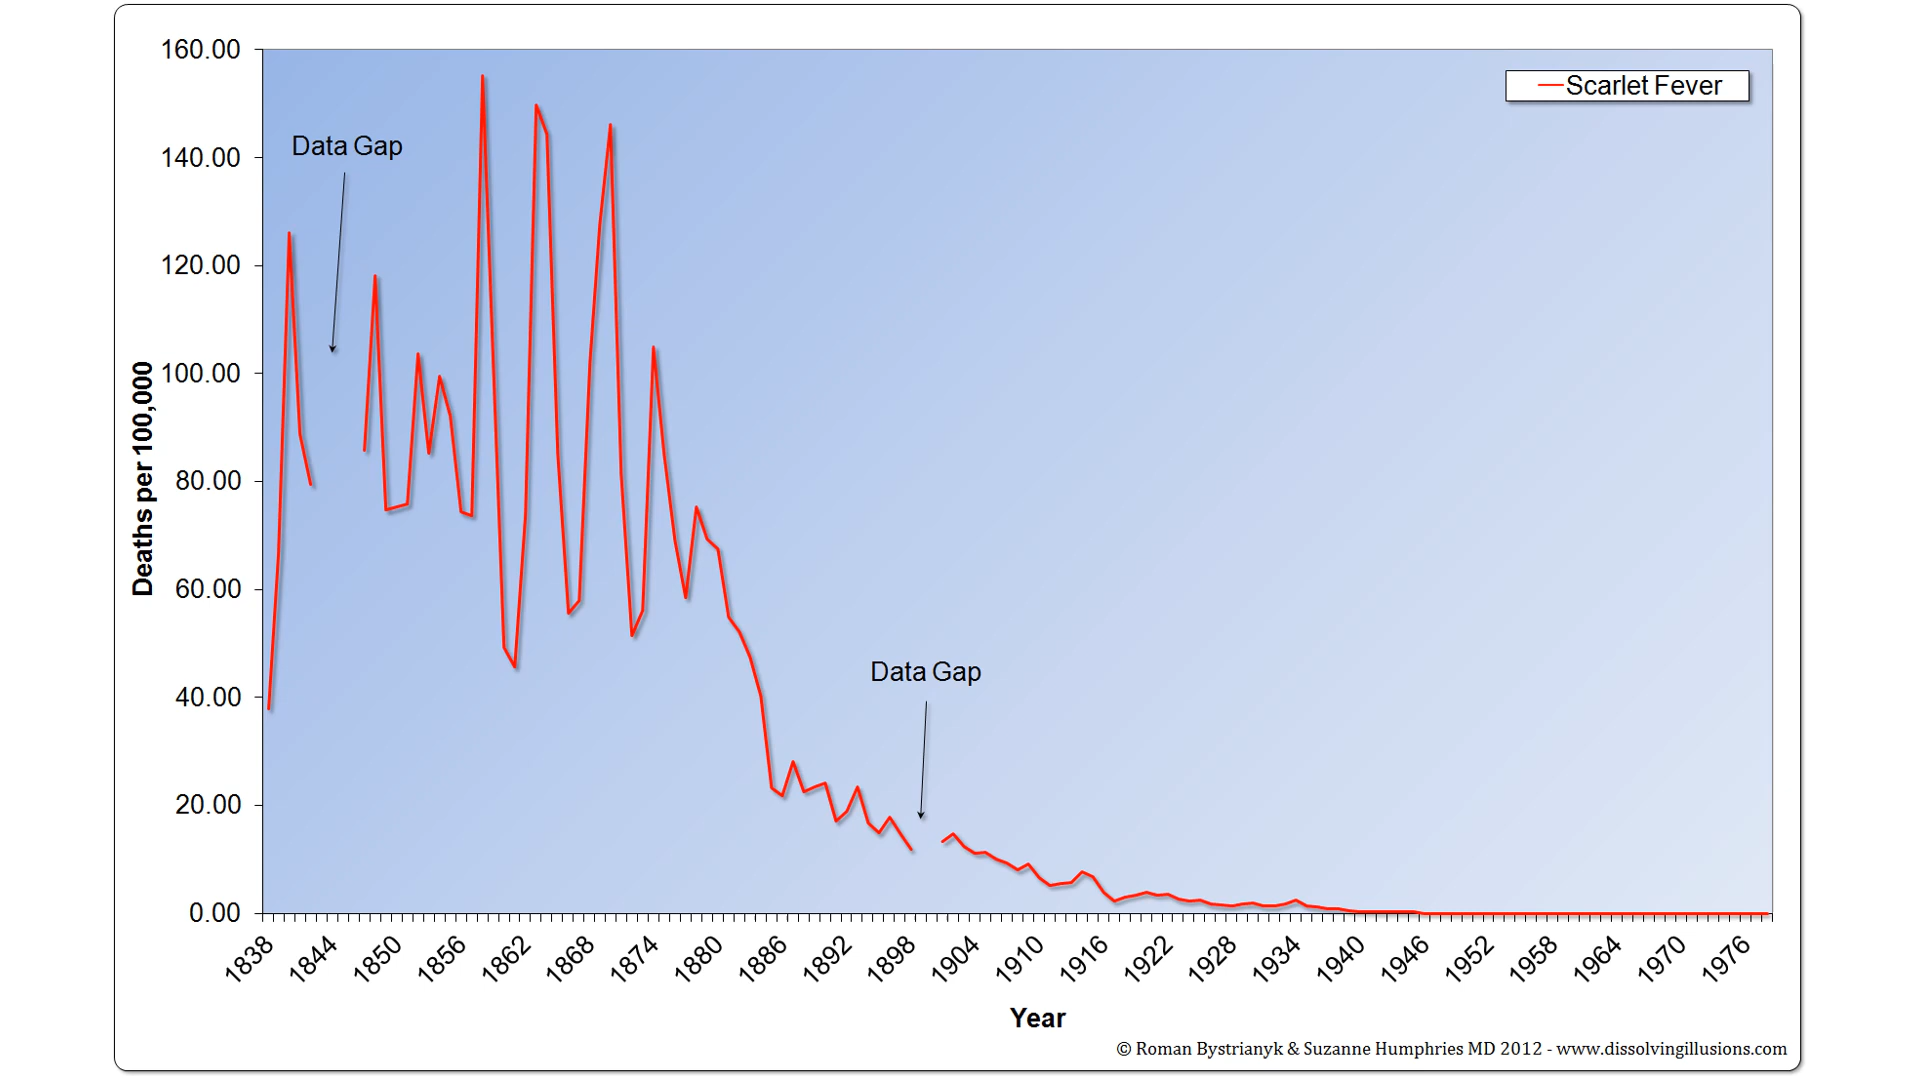 160.00
140.00
120.00
100.00
80.00
60.00
40.00
20.00
0.00
Deaths per 100,000
Data Gap
Data Gap
Scarlet Fever
1838 1844 1850 1856 1862 1868 1874 1880 1886 1892 1898 1904 1910 1916 1922 1928 1934 1940 1946 1952 1958 1964 1970 1976
Year
© Roman Bystrianyk & Suzanne Humphries MD 2012 - www.dissolvingillusions.com